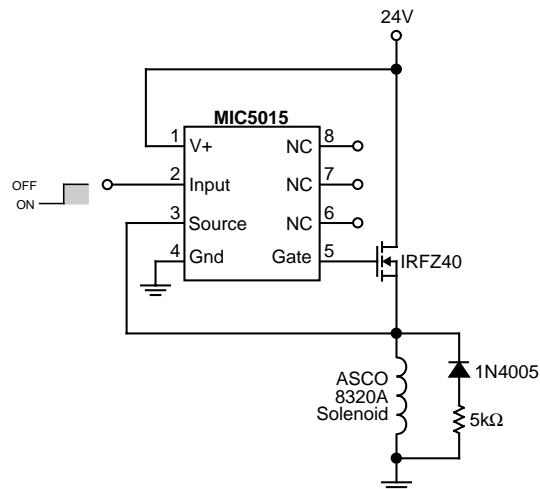 24V
MIC5015
1 V+ NC 8
OFF
ON
2 Input NC 7
3 Source NC 6
4 Gnd Gate 5
IRFZ40
ASCO
8320A
Solenoid
1N4005
5kΩ